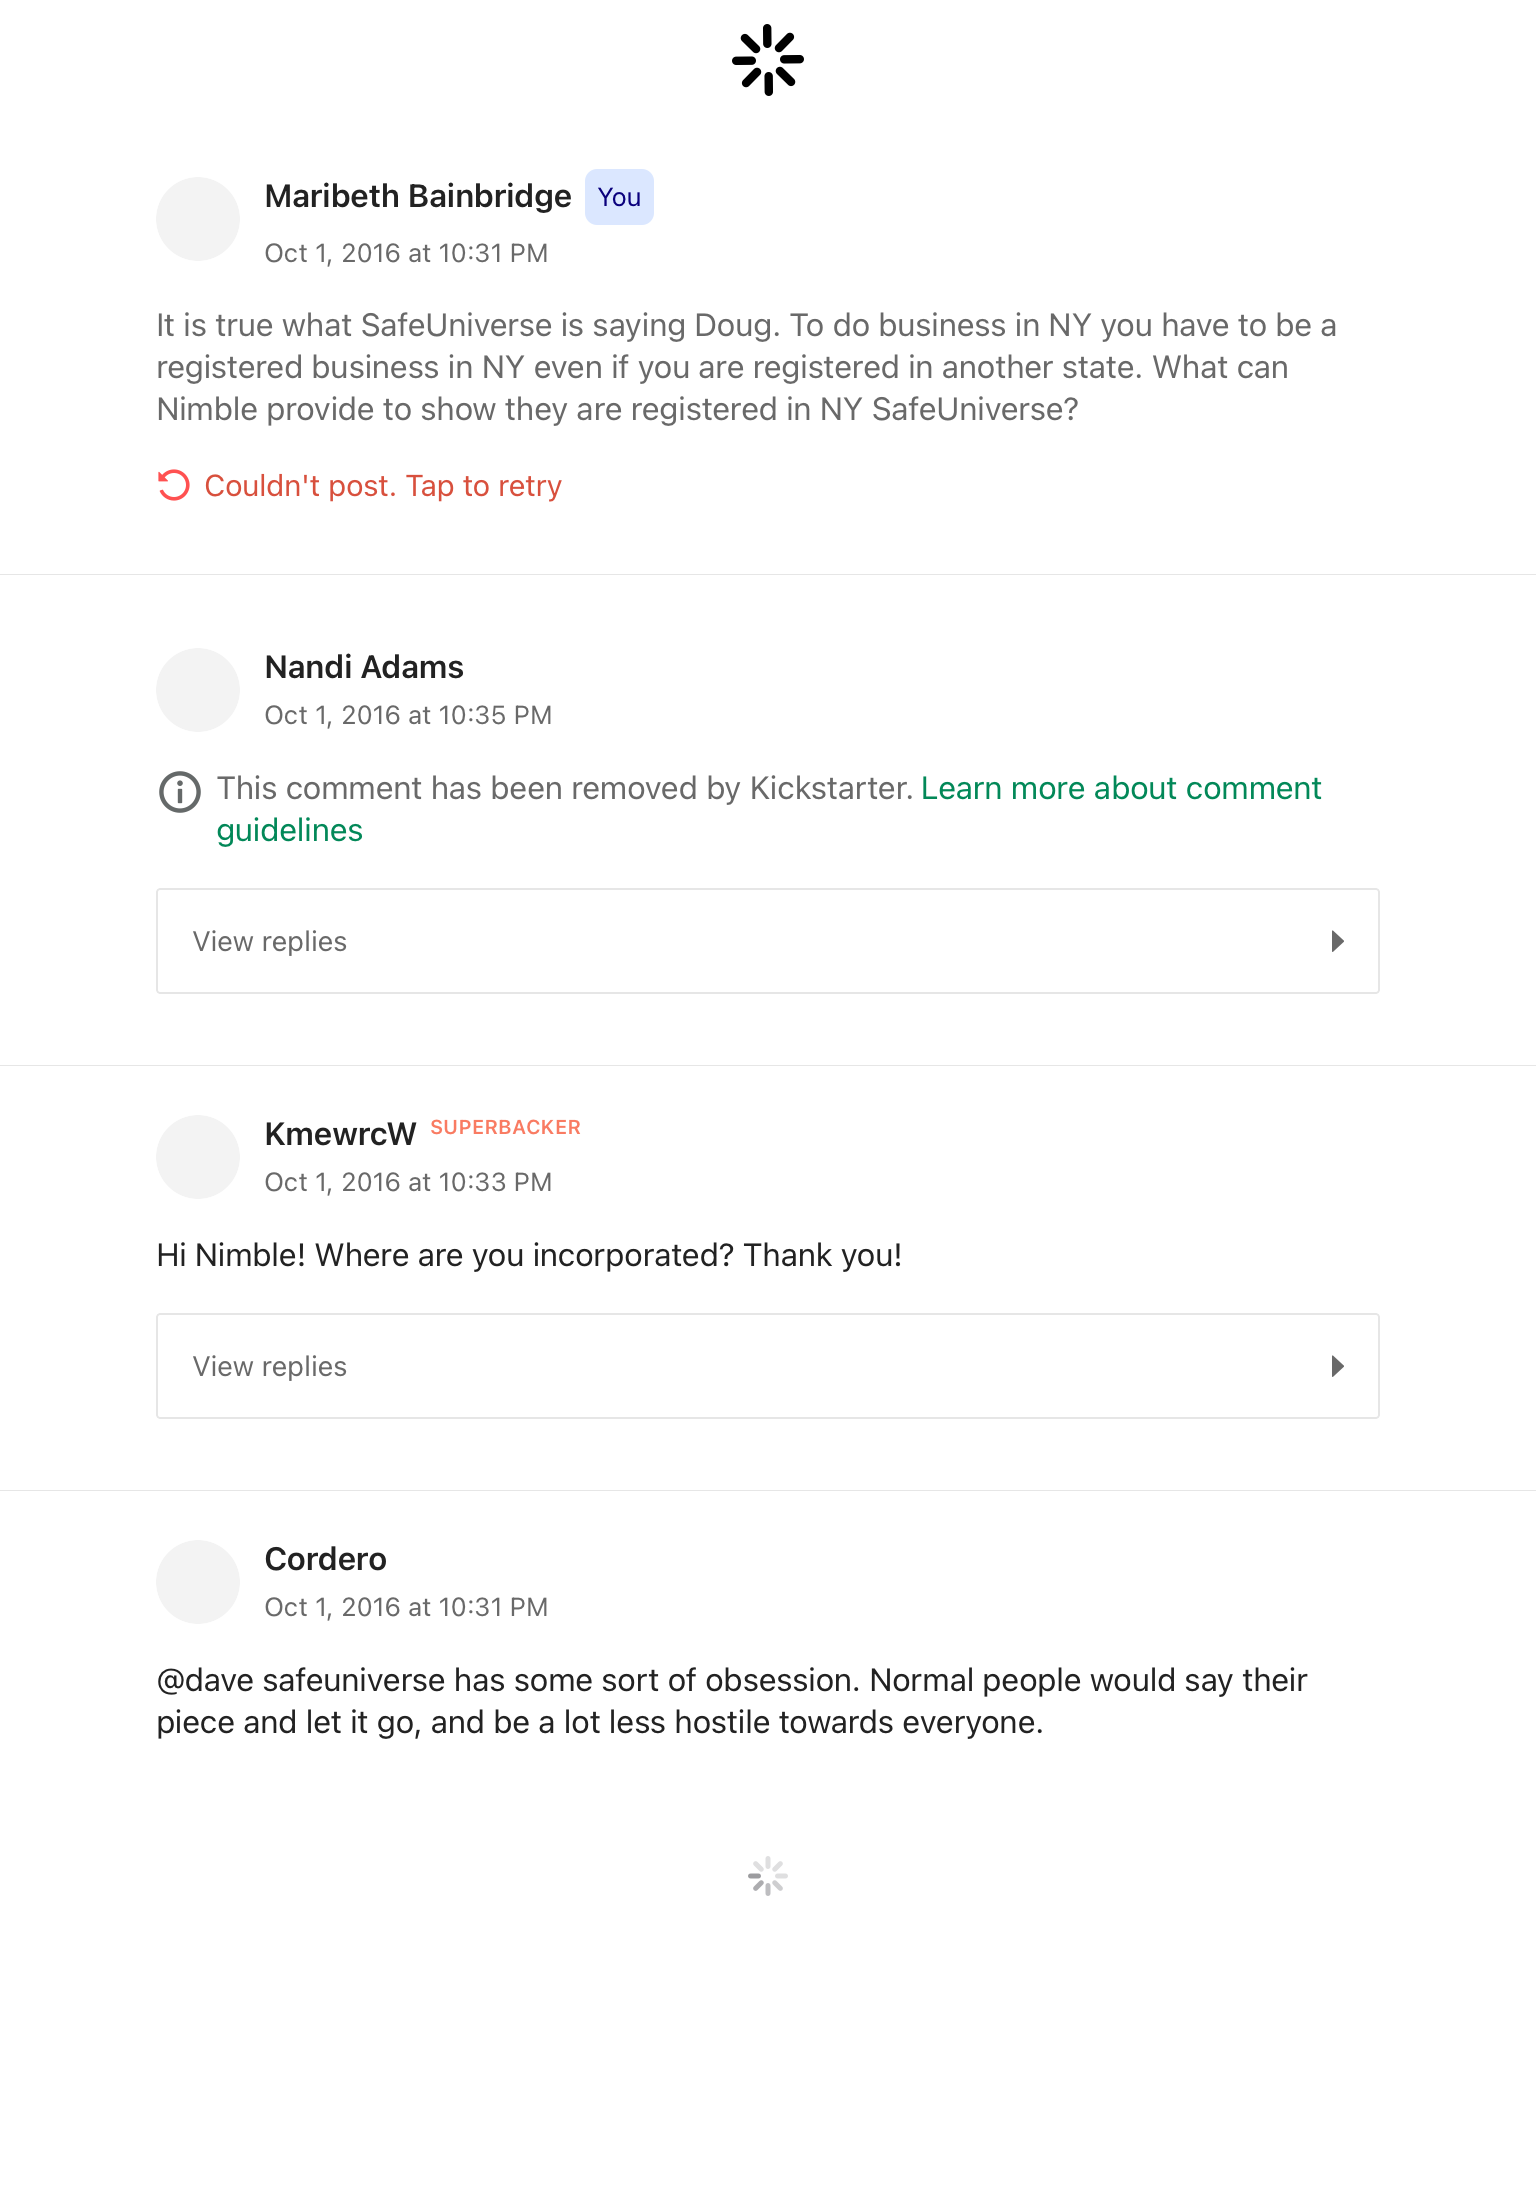 Maribeth Bainbridge You
Oct 1, 2016 at 10:31 PM
It is true what SafeUniverse is saying Doug. To do business in NY you have to be a
registered business in NY even if you are registered in another state. What can
Nimble provide to show they are registered in NY SafeUniverse?
Couldn't post. Tap to retry
Nandi Adams
Oct 1, 2016 at 10:35 PM
This comment has been removed by Kickstarter. Learn more about comment
guidelines
View replies
KmewrcW SUPERBACKER
Oct 1, 2016 at 10:33 PM
Hi Nimble! Where are you incorporated? Thank you!
View replies
Cordero
Oct 1, 2016 at 10:31 PM
@dave safeuniverse has some sort of obsession. Normal people would say their
piece and let it go, and be a lot less hostile towards everyone.